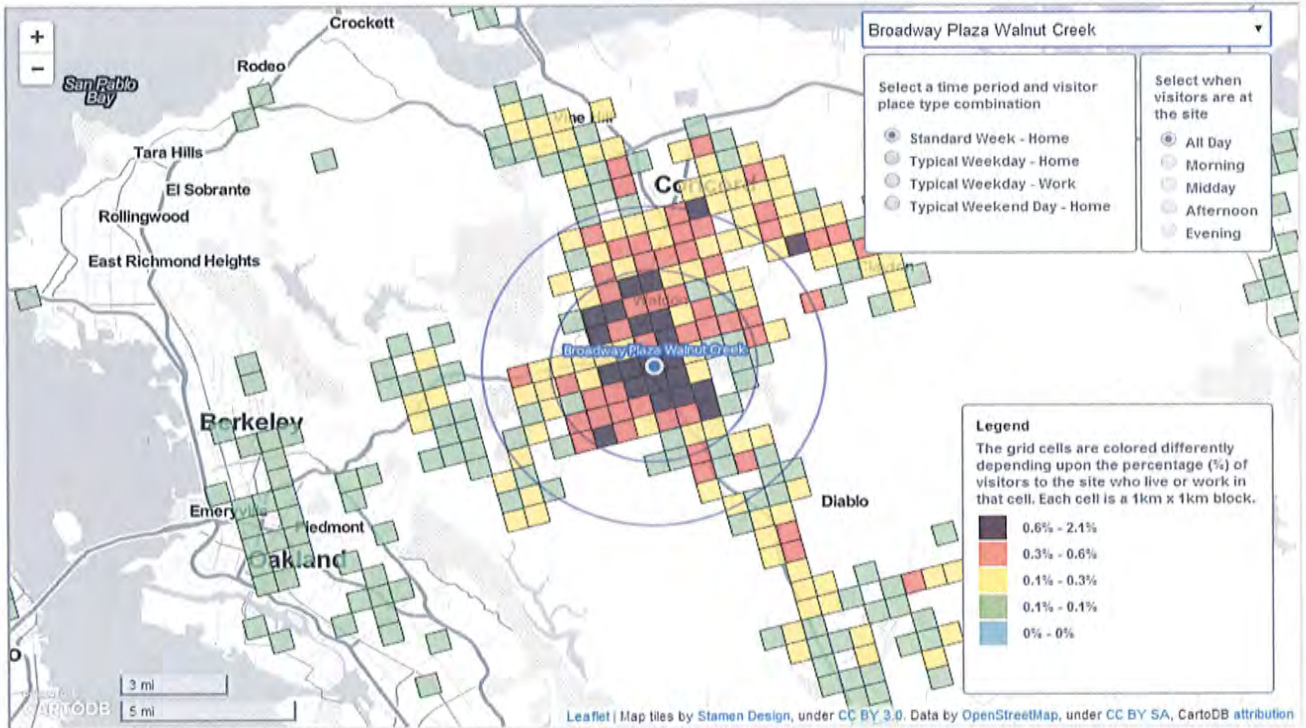 Crockett
+
−
Broadway Plaza Walnut Creek
Rodeo
San Pablo
Bay
Select a time period and visitor
place type combination
Standard Week - Home
Typical Weekday - Home
Typical Weekday - Work
Typical Weekend Day - Home
Select when
visitors are at
the site
All Day
Morning
Midday
Afternoon
Evening
Vine Hill
Tara Hills
Concord
El Sobrante
Rollingwood
East Richmond Heights
Broadway Plaza Walnut Creek
Berkeley
Legend
The grid cells are colored differently
depending upon the percentage (%) of
visitors to the site who live or work in
that cell. Each cell is a 1km x 1km block.
0.6% - 2.1%
0.3% - 0.6%
0.1% - 0.3%
0.1% - 0.1%
0% - 0%
Diablo
Emeryville
Piedmont
Oakland
o
3 mi
5 mi
CARTODB
Leaflet | Map tiles by Stamen Design, under CC BY 3.0. Data by OpenStreetMap, under CC BY SA, CartoDB attribution